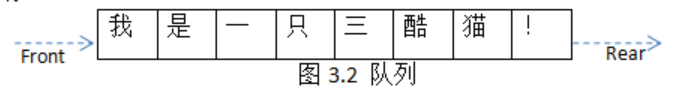 我 是 一 只 三 酷 猫 !
Front
Rear
图 3.2 队列